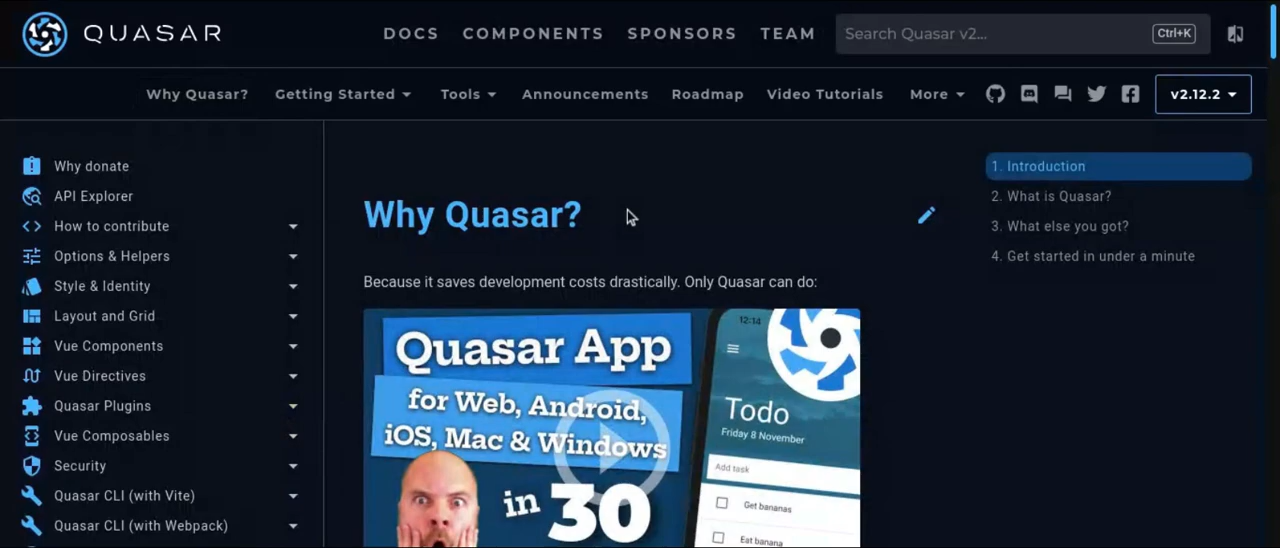 QUASAR
DOCS COMPONENTS SPONSORS TEAM
Search Quasar v2... Ctrl+K
Why Quasar? Getting Started Tools Announcements Roadmap Video Tutorials More v2.12.2
Why donate
API Explorer
How to contribute
Options & Helpers
Style & Identity
Layout and Grid
Vue Components
Vue Directives
Quasar Plugins
Vue Composables
Security
Quasar CLI (with Vite)
Quasar CLI (with Webpack)
Why Quasar?
Because it saves development costs drastically. Only Quasar can do:
Quasar App
for Web, Android,
iOS, Mac & Windows
in 30
12:14
Todo
Friday 8 November
Add task
Get bananas
Eat banana
1. Introduction
2. What is Quasar?
3. What else you got?
4. Get started in under a minute